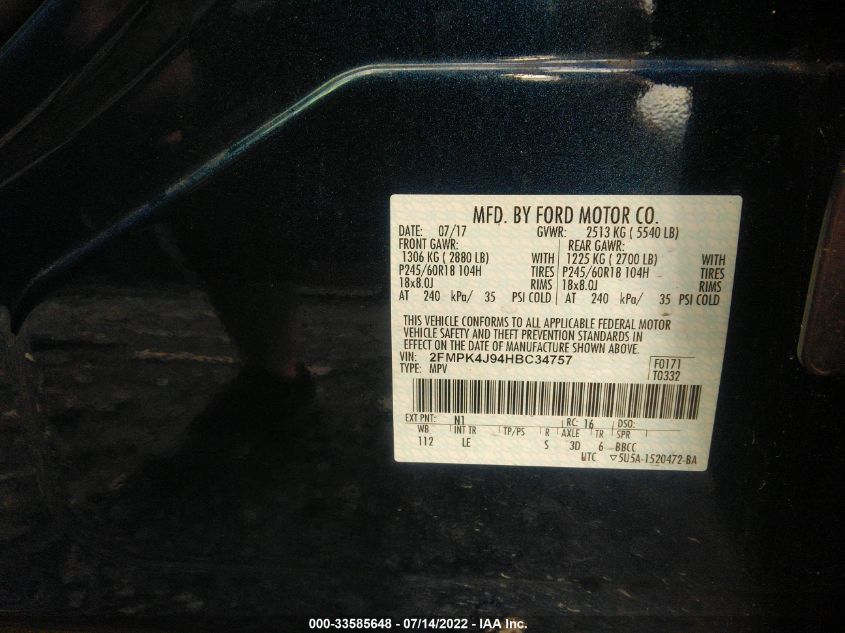 MFD. BY FORD MOTOR CO.
DATE: 07/17 GVWR: 2513 KG ( 5540 LB)
FRONT GAWR: REAR GAWR:
1306 KG ( 2880 LB) WITH 1225 KG ( 2700 LB) WITH
P245/60R18 104H TIRES P245/60R18 104H TIRES
18x8.0J RIMS 18x8.0J RIMS
AT 240 kPa/ 35 PSI COLD AT 240 kPa/ 35 PSI COLD
THIS VEHICLE CONFORMS TO ALL APPLICABLE FEDERAL MOTOR
VEHICLE SAFETY AND THEFT PREVENTION STANDARDS IN
EFFECT ON THE DATE OF MANUFACTURE SHOWN ABOVE.
VIN: 2FMPK4J94HBC34757 F0171
TYPE: MPV T0332
EXT PNT: N1 RC: 16 DSO:
WB INT TR TP/PS R AXLE TR SPR
112 LE S 3D 6 BBCC
UTC ▽5U5A-1520472-BA
000-33585648 - 07/14/2022 - IAA Inc.